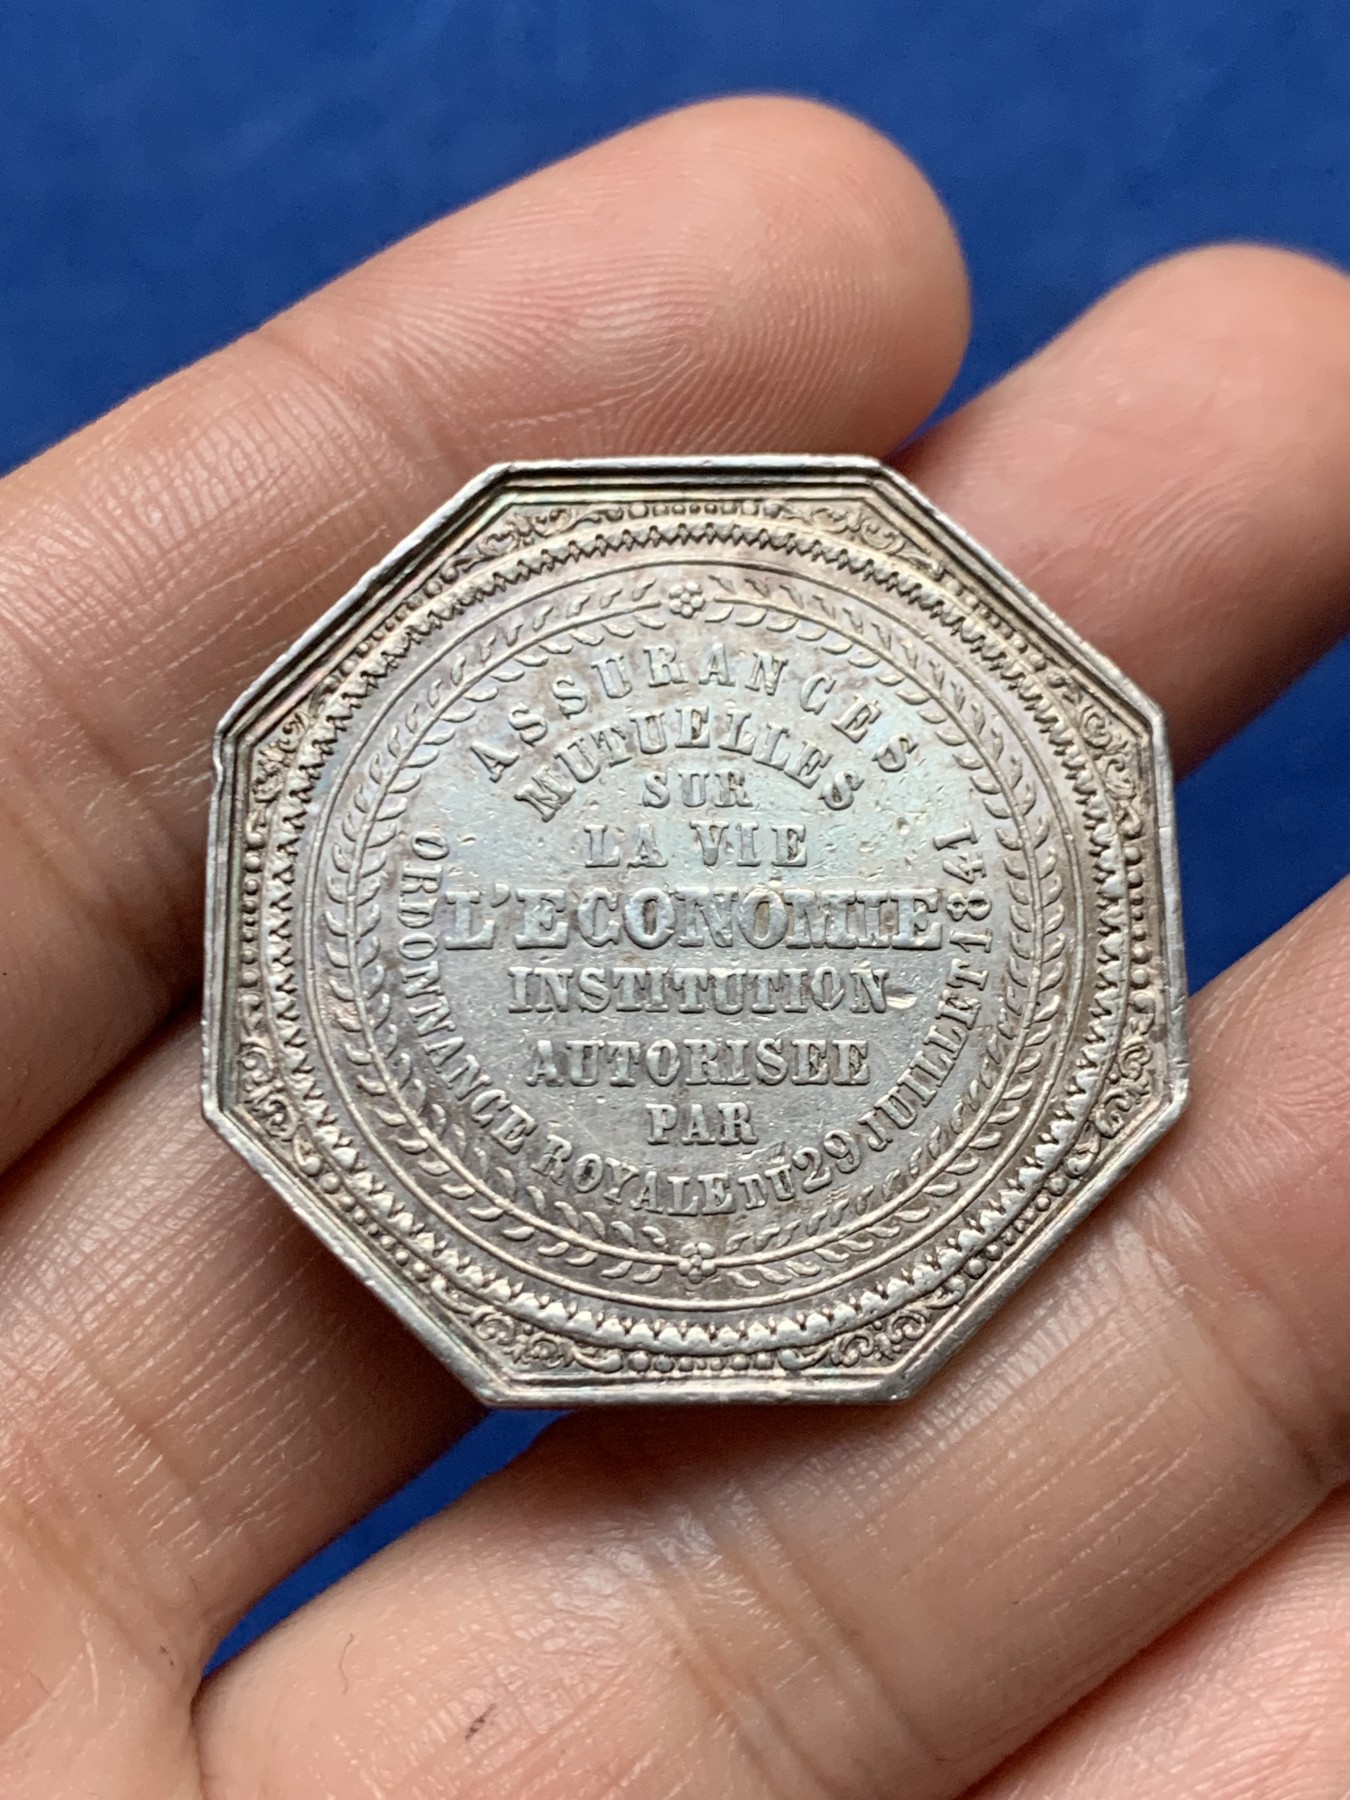 ASSURANCES
MUTUELLES
SUR
LA VIE
L'ECONOMIE
INSTITUTION
AUTORISEE
PAR
ORDONNANCE ROYALE DU 29 JUILLET 1841